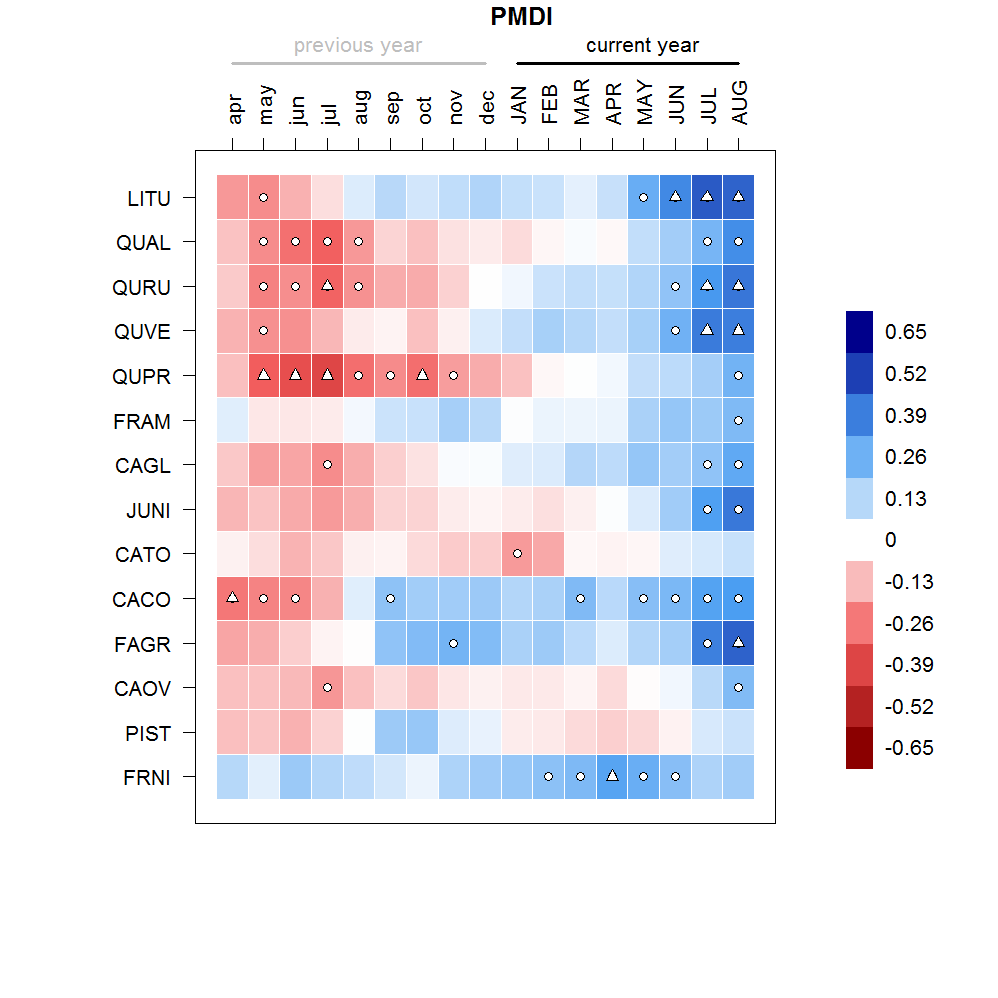 PMDI
previous year
current year
apr may jun jul aug sep oct nov dec JAN FEB MAR APR MAY JUN JUL AUG
LITU
QUAL
QURU
QUVE
QUPR
FRAM
CAGL
JUNI
CATO
CACO
FAGR
CAOV
PIST
FRNI
0.65
0.52
0.39
0.26
0.13
0
-0.13
-0.26
-0.39
-0.52
-0.65